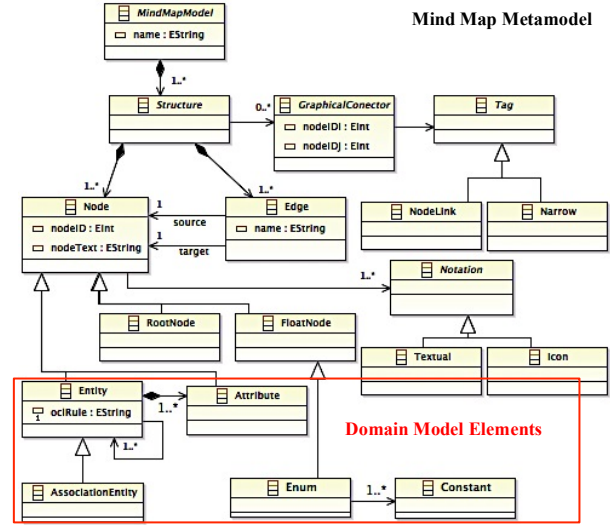 Mind Map Metamodel
MindMapModel
name : EString
1..*
Structure
0..*
GraphicalConector
nodeIDI : EInt
nodeIDJ : EInt
Tag
1..*
1..*
Node
nodeID : EInt
nodeText : EString
1
source
1
target
Edge
name : EString
NodeLink
Narrow
1..*
Notation
RootNode
FloatNode
Textual
Icon
Entity
1 oclRule : EString
1..*
1..*
Attribute
Domain Model Elements
AssociationEntity
Enum
1..*
Constant